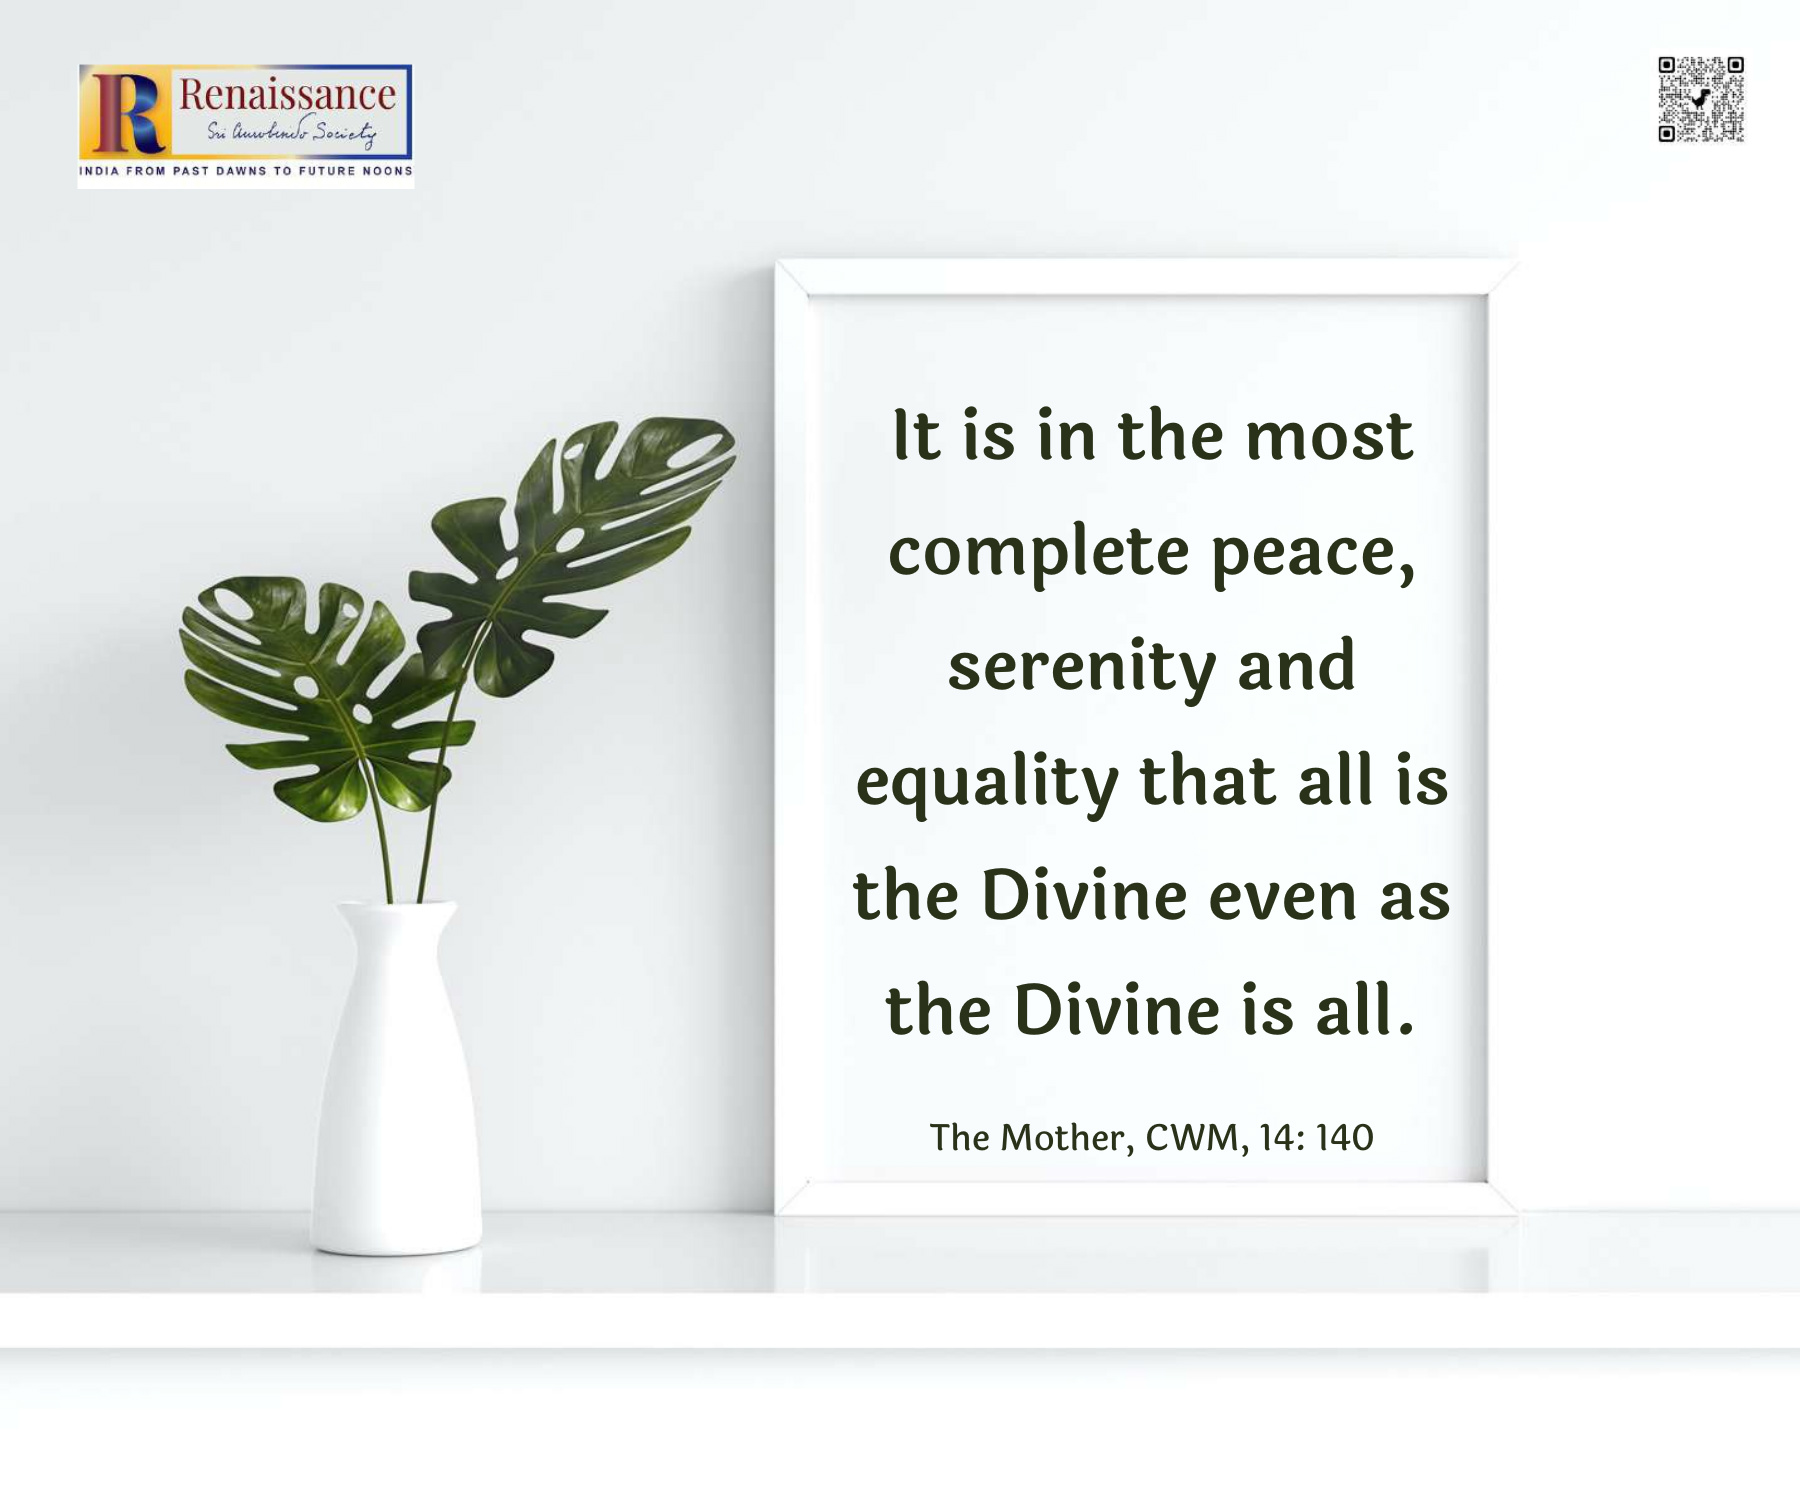 Renaissance
Sri Aurobindo Society
INDIA FROM PAST DAWNS TO FUTURE NOONS
It is in the most
complete peace,
serenity and
equality that all is
the Divine even as
the Divine is all.
The Mother, CWM, 14: 140